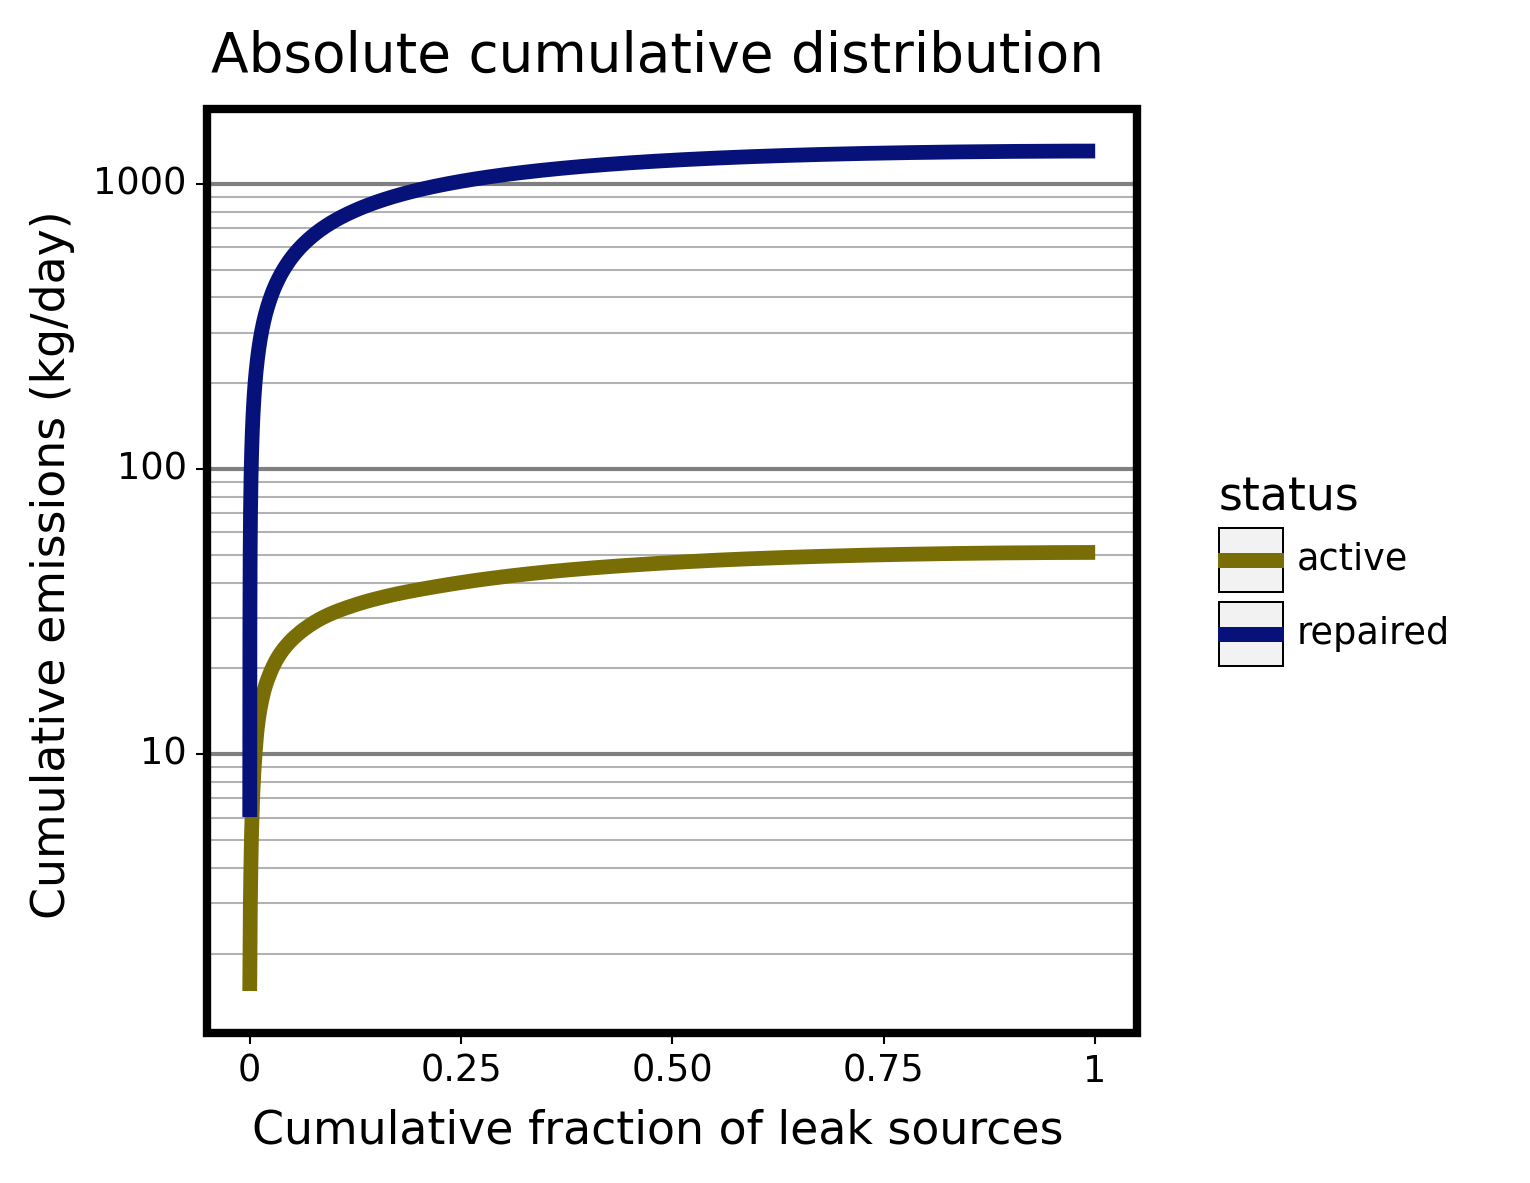 Absolute cumulative distribution
Cumulative emissions (kg/day)
1000
100
10
0 0.25 0.50 0.75 1
Cumulative fraction of leak sources
status
active
repaired